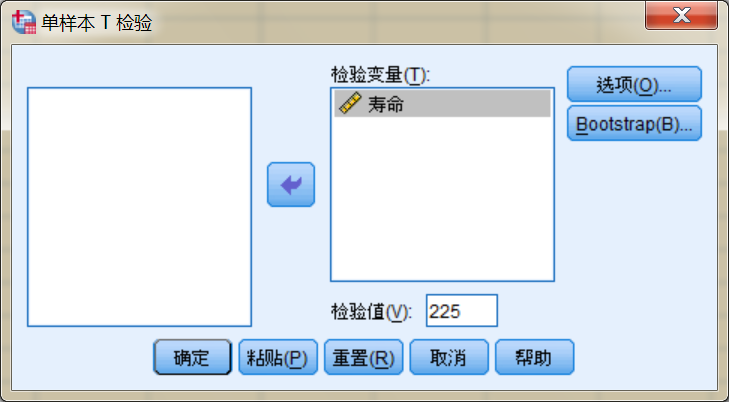 单样本 T 检验
检验变量(T):
寿命
选项(O)...
Bootstrap(B)...
检验值(V): 225
确定 粘贴(P) 重置(R) 取消 帮助